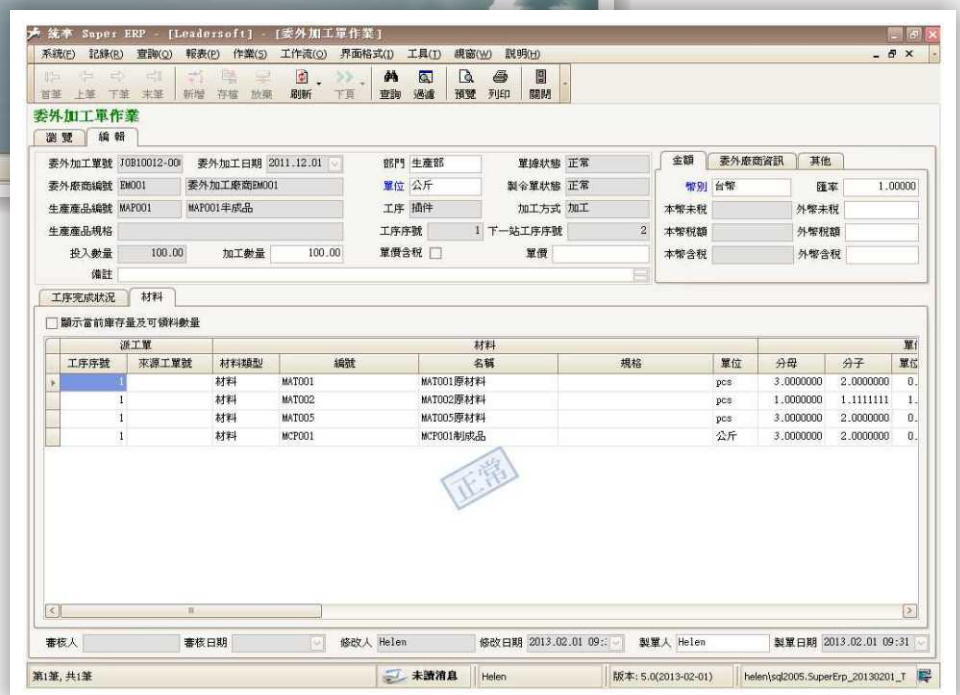 統率 Super ERP - [Leadersoft] - [委外加工單作業]
系統(F) 記錄(R) 查詢(Q) 報表(P) 作業(S) 工作流(O) 界面格式(I) 工具(T) 視窗(W) 說明(H)
首筆 上筆 下筆 末筆 新增 存檔 放棄 刷新 下頁 查詢 過濾 預覽 列印 關閉
委外加工單作業
瀏覽 編輯
委外加工單號 JOB10012-00 委外加工日期 2011.12.01 部門 生產部 單據狀態 正常 金額 委外廠商資訊 其他
委外廠商編號 EM001 委外加工廠商EM001 單位 公斤 製令單狀態 正常 幣別 台幣 匯率 1.00000
生產產品編號 MAP001 MAP001半成品 工序 插件 加工方式 加工 本幣未稅 外幣未稅
生產產品規格 工序序號 1 下一站工序序號 2 本幣稅額 外幣稅額
投入數量 100.00 加工數量 100.00 單價含稅 單價 本幣含稅 外幣含稅
備註
工序完成狀況 材料
顯示當前庫存量及可領料數量
派工單 材料
工序序號 來源工單號 材料類型 編號 名稱 規格 單位 分母 分子 單位
1 材料 MAT001 MAT001原材料 pcs 3.0000000 2.0000000 0.
1 材料 MAT002 MAT002原材料 pcs 1.0000000 1.1111111 1.
1 材料 MAT005 MAT005原材料 pcs 3.0000000 2.0000000 0.
1 材料 MCP001 MCP001制成品 公斤 3.0000000 2.0000000 0.
正常
審核人 審核日期 修改人 Helen 修改日期 2013.02.01 09: 製單人 Helen 製單日期 2013.02.01 09:31
第1筆, 共1筆 未讀消息 Helen 版本: 5.0(2013-02-01) helen\sql2005.SuperErp_20130201_T